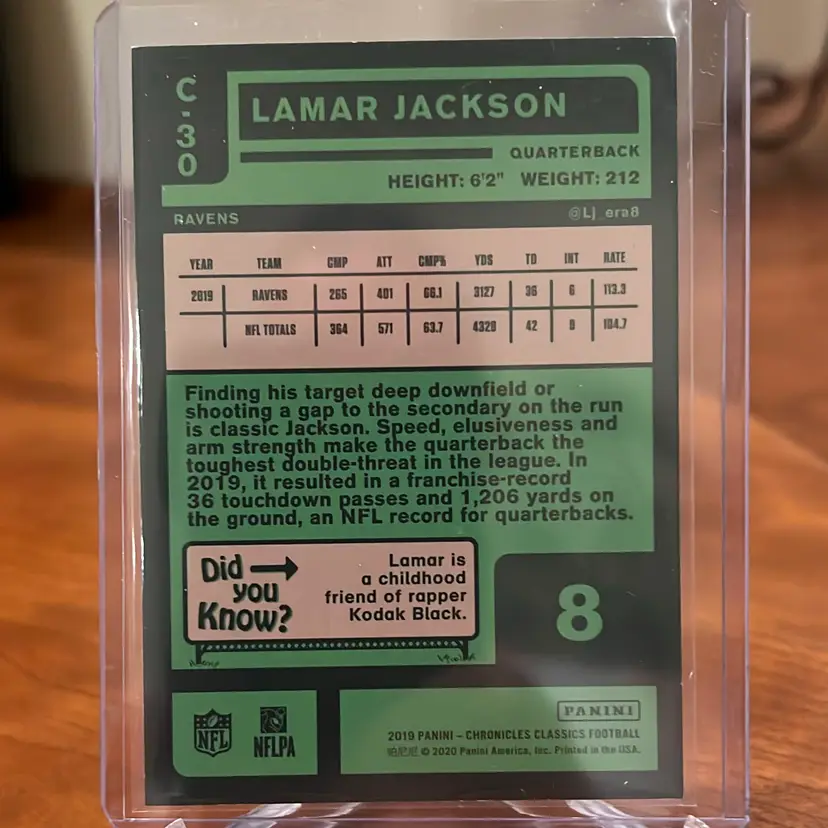 C-30
LAMAR JACKSON
QUARTERBACK
HEIGHT: 6'2" WEIGHT: 212
RAVENS @Lj_era8
YEAR TEAM CMP ATT CMP% YDS TD INT RATE
2019 RAVENS 265 401 66.1 3127 36 6 113.3
NFL TOTALS 364 571 63.7 4328 42 9 104.7
Finding his target deep downfield or
shooting a gap to the secondary on the run
is classic Jackson. Speed, elusiveness and
arm strength make the quarterback the
toughest double-threat in the league. In
2019, it resulted in a franchise-record
36 touchdown passes and 1,206 yards on
the ground, an NFL record for quarterbacks.
Did you Know?
Lamar is
a childhood
friend of rapper
Kodak Black.
8
NFL
NFLPA
PANINI
2019 PANINI – CHRONICLES CLASSICS FOOTBALL
© 2020 Panini America, Inc. Printed in the USA.